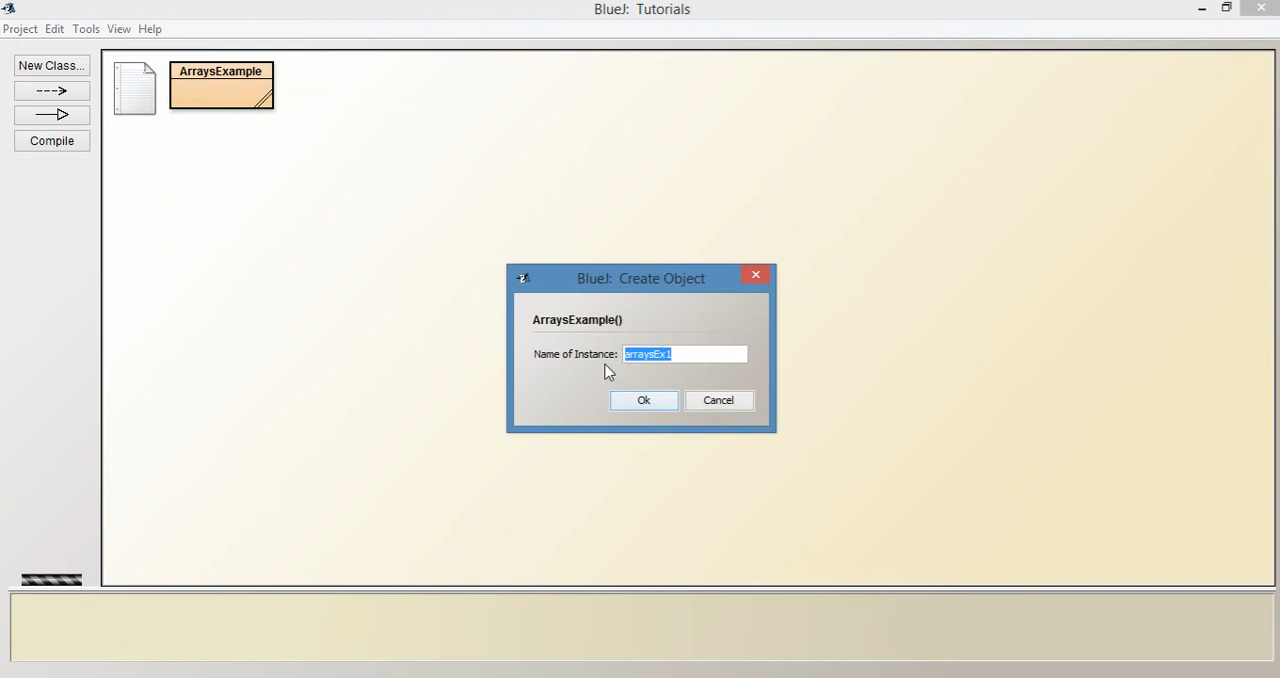 BlueJ: Tutorials
Project Edit Tools View Help
New Class...
ArraysExample
Compile
BlueJ: Create Object
ArraysExample()
Name of Instance: arraysEx1
Ok Cancel